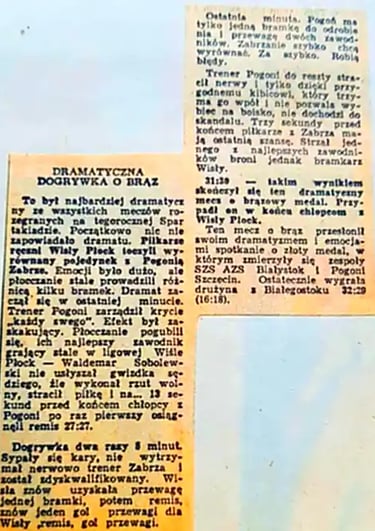 DRAMATYCZNA
DOGRYWKA O BRĄZ
To był najbardziej dramatycz
ny ze wszystkich meczów ro-
zegranych na tegorocznej Spar
takiadzie. Początkowo nic nie
zapowiadało dramatu. Piłkarze
ręczni Wisły Płock toczyli wy-
równany pojedynek z Pogonią
Zabrze. Emocji było dużo, ale
płocczanie stale prowadzili róż-
nicą kilku bramek. Dramat za-
czął się w ostatniej minucie.
Trener Pogoni zarządził krycie
„każdy swego". Efekt był za-
skakujący. Płocczanie pogubili
się, ich najlepszy zawodnik
grający stale w ligowej Wiśle
Płock — Waldemar Sobolew-
ski nie usłyszał gwizdka sę-
dziego, źle wykonał rzut wol-
ny, stracił piłkę i na... 13 se-
kund przed końcem chłopcy z
Pogoni po raz pierwszy osiąg-
nęli remis 27:27.
Dogrywka dwa razy 5 minut.
Sypały się kary, nie wytrzy-
mał nerwowo trener Zabrza i
został zdyskwalifikowany. Wi-
sła znów uzyskała przewagę
jednej bramki, potem remis,
znów jeden gol przewagi dla
Wisły, remis, gol przewagi.
Ostatnia minuta. Pogoń ma
tylko jedną bramkę do odrobie
nia i przewagę dwóch zawod-
ników. Zabrzanie szybko chcą
wyrównać. Za szybko. Robią
błędy.
Trener Pogoni do reszty stra-
cił nerwy i tylko dzięki przy-
godnemu kibicowi, który trzy-
ma go wpół i nie pozwala wy-
biec na boisko, nie dochodzi do
skandalu. Trzy sekundy przed
końcem piłkarze z Zabrza ma-
ją ostatnią szansę. Strzał jed-
nego z najlepszych zawodni-
ków broni jednak bramkarz
Wisły.
31:30 — takim wynikiem
skończył się ten dramatyczny
mecz o brązowy medal. Przy-
padł on w końcu chłopcom z
Wisły Płock.
Ten mecz o brąz przesłonił
swoim dramatyzmem i emocja-
mi spotkanie o złoty medal, w
którym zmierzyły się zespoły
SZS AZS Białystok i Pogoni
Szczecin. Ostatecznie wygrała
drużyna z Białegostoku 32:29
(16:18).